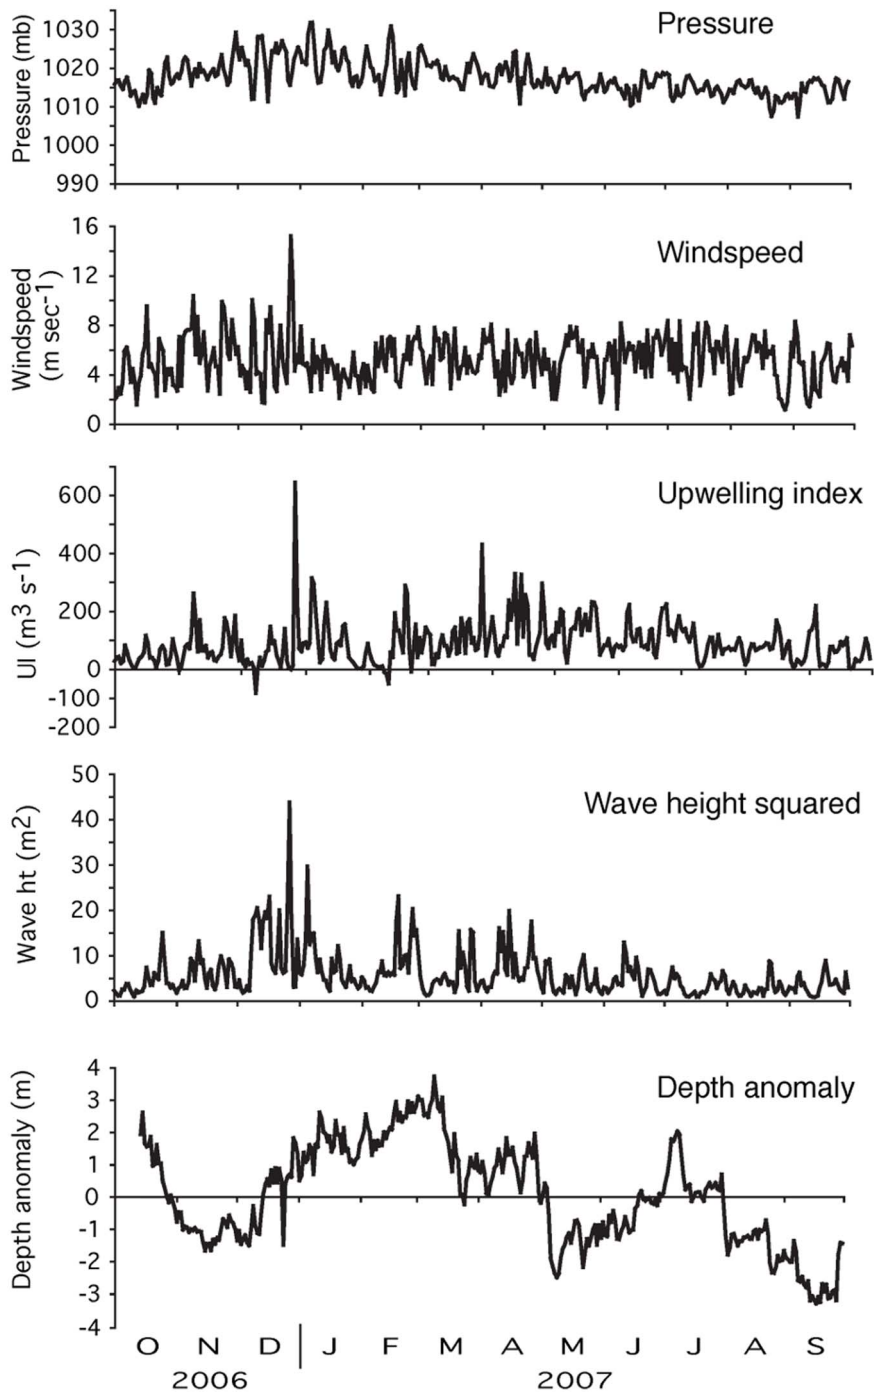 Pressure
Pressure (mb)
1030
1020
1010
1000
990
Windspeed
Windspeed
(m sec-1)
16
12
8
4
0
Upwelling index
UI (m3 s-1)
600
400
200
0
-100
-200
Wave height squared
Wave ht (m2)
50
40
30
20
10
0
Depth anomaly
Depth anomaly (m)
4
3
2
1
0
-1
-2
-3
-4
O N D J F M A M J J A S
2006 2007